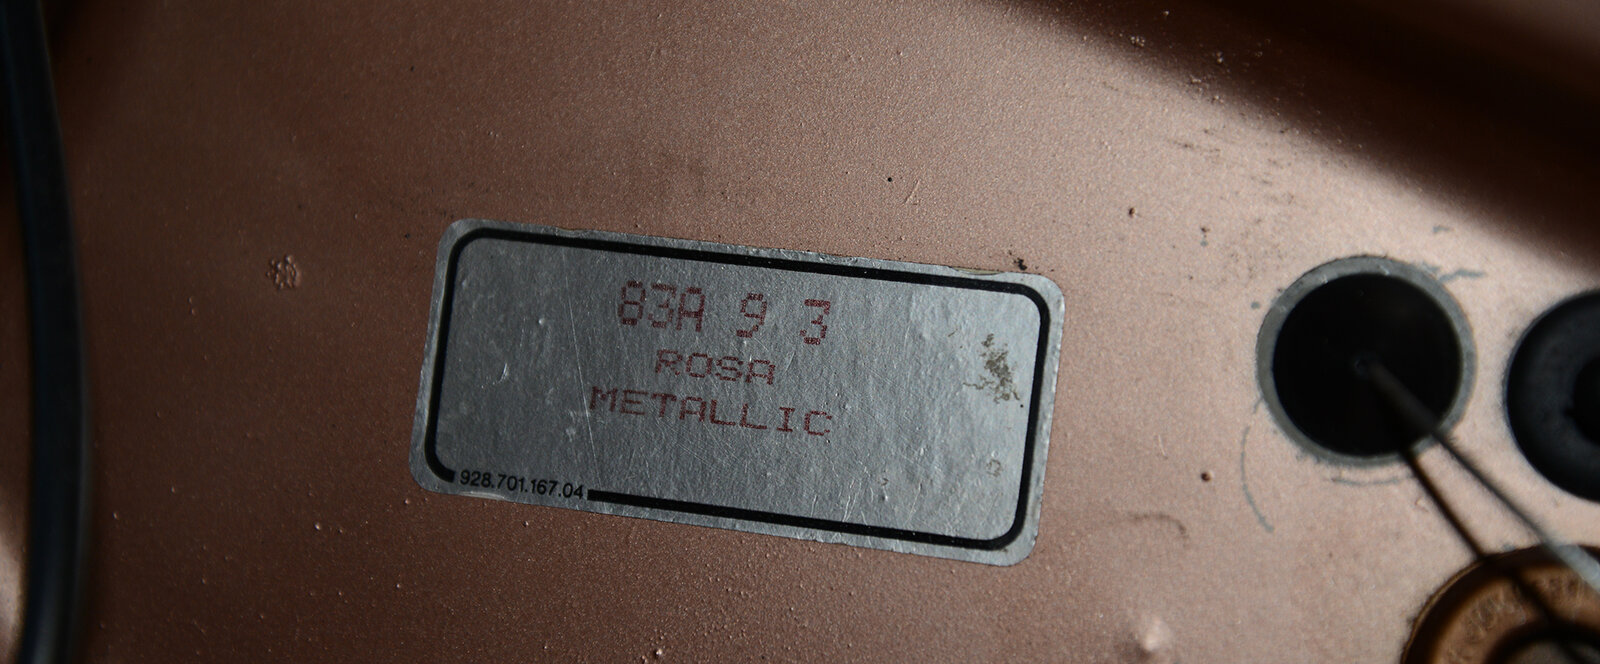 83A 9 3
ROSA
METALLIC
928.701.167.04